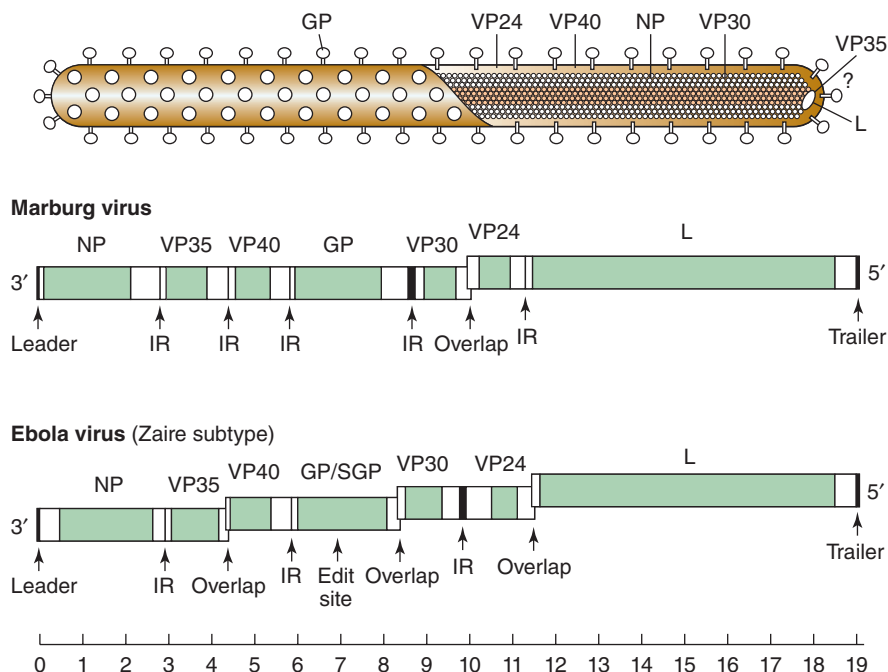 GP VP24 VP40 NP VP30
VP35
?
L
Marburg virus
NP VP35 VP40 GP VP30 VP24 L
3′ 5′
Leader IR IR IR IR Overlap IR Trailer
Ebola virus (Zaire subtype)
NP VP35 VP40 GP/SGP VP30 VP24 L
3′ 5′
Leader IR Overlap IR Edit site Overlap IR Overlap Trailer
0 1 2 3 4 5 6 7 8 9 10 11 12 13 14 15 16 17 18 19